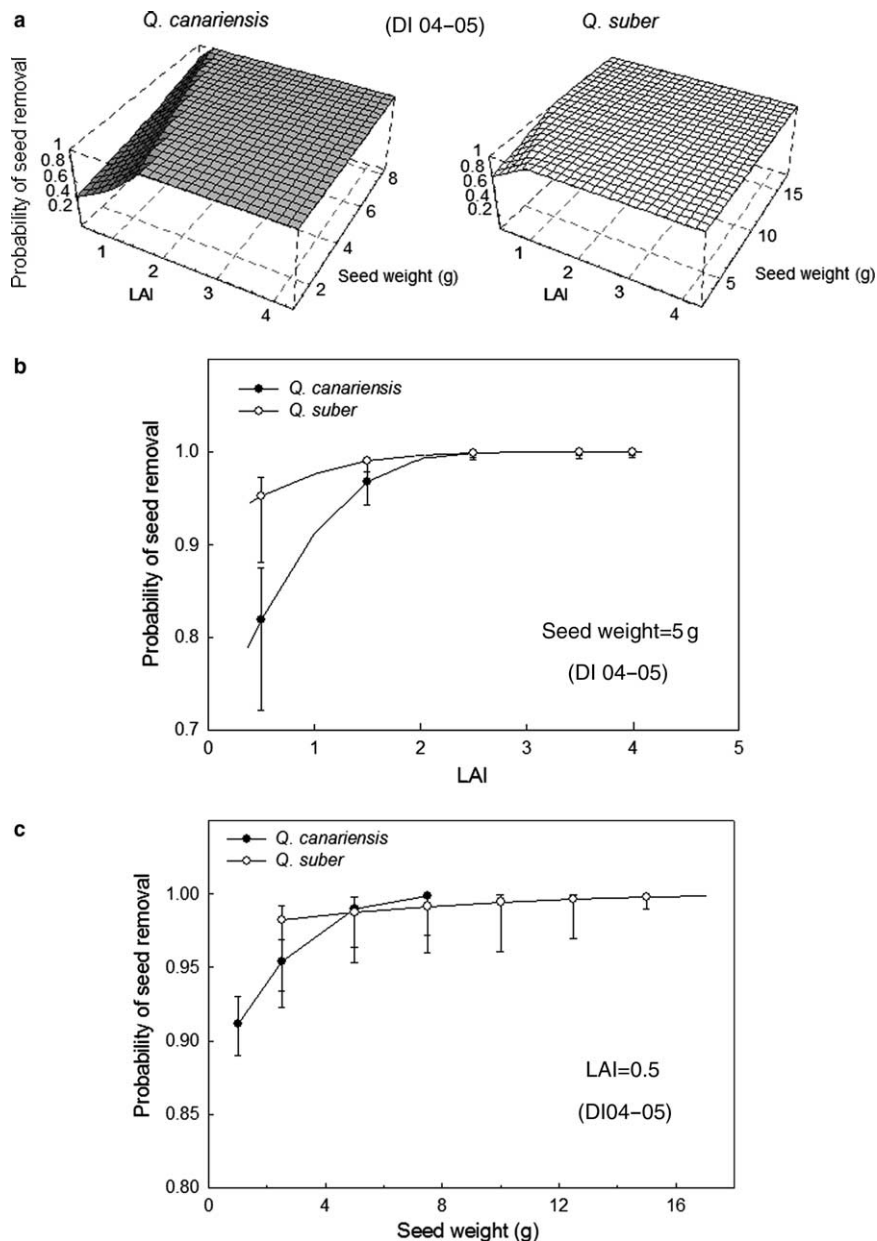 a
Q. canariensis (DI 04–05) Q. suber
Probability of seed removal
1
0.8
0.6
0.4
0.2
1
2
3
4
LAI
2
4
6
8
Seed weight (g)
1
0.8
0.6
0.4
0.2
1
2
3
4
LAI
5
10
15
Seed weight (g)
b
Q. canariensis
Q. suber
Probability of seed removal
1.0
0.9
0.8
0.7
Seed weight=5 g
(DI 04–05)
0 1 2 3 4 5
LAI
c
Q. canariensis
Q. suber
Probability of seed removal
1.00
0.95
0.90
0.85
0.80
LAI=0.5
(DI04–05)
0 4 8 12 16
Seed weight (g)